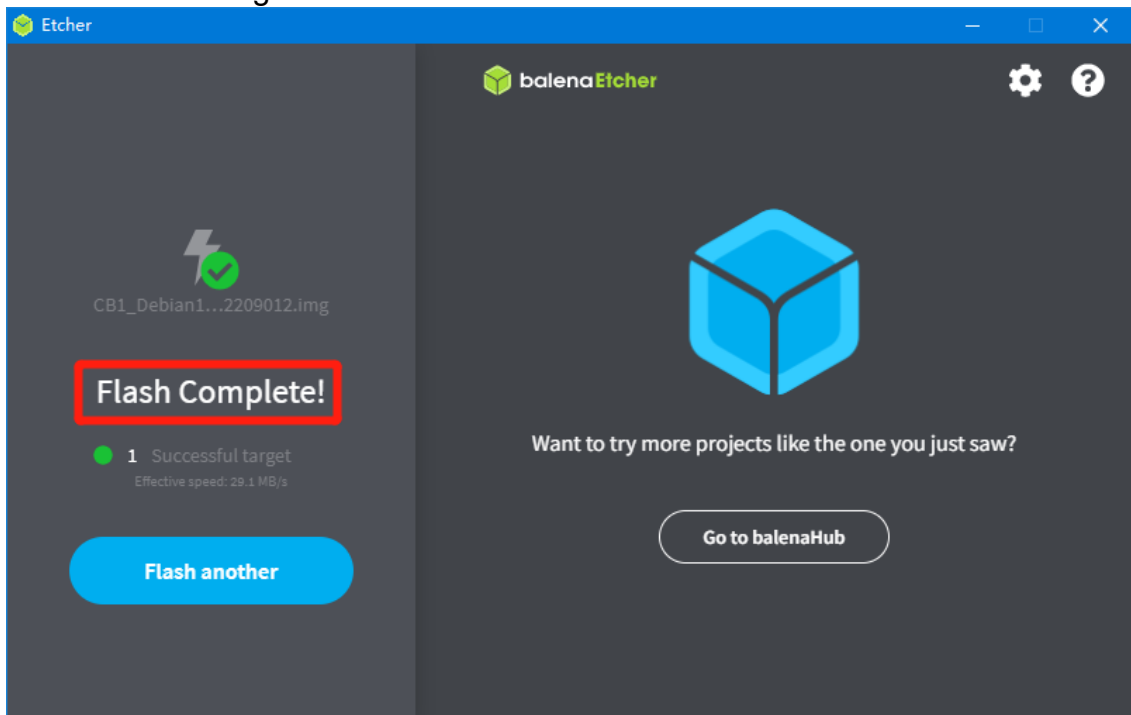 Etcher
balenaEtcher
CB1_Debian1...2209012.img
Flash Complete!
1 Successful target
Effective speed: 29.1 MB/s
Flash another
Want to try more projects like the one you just saw?
Go to balenaHub